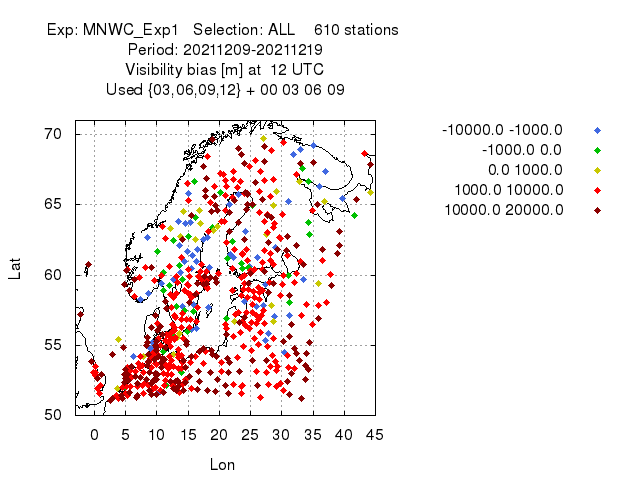 Exp: MNWC_Exp1 Selection: ALL 610 stations
Period: 20211209-20211219
Visibility bias [m] at 12 UTC
Used {03,06,09,12} + 00 03 06 09
-10000.0 -1000.0
-1000.0 0.0
0.0 1000.0
1000.0 10000.0
10000.0 20000.0
70
65
60
55
50
Lat
0 5 10 15 20 25 30 35 40 45
Lon